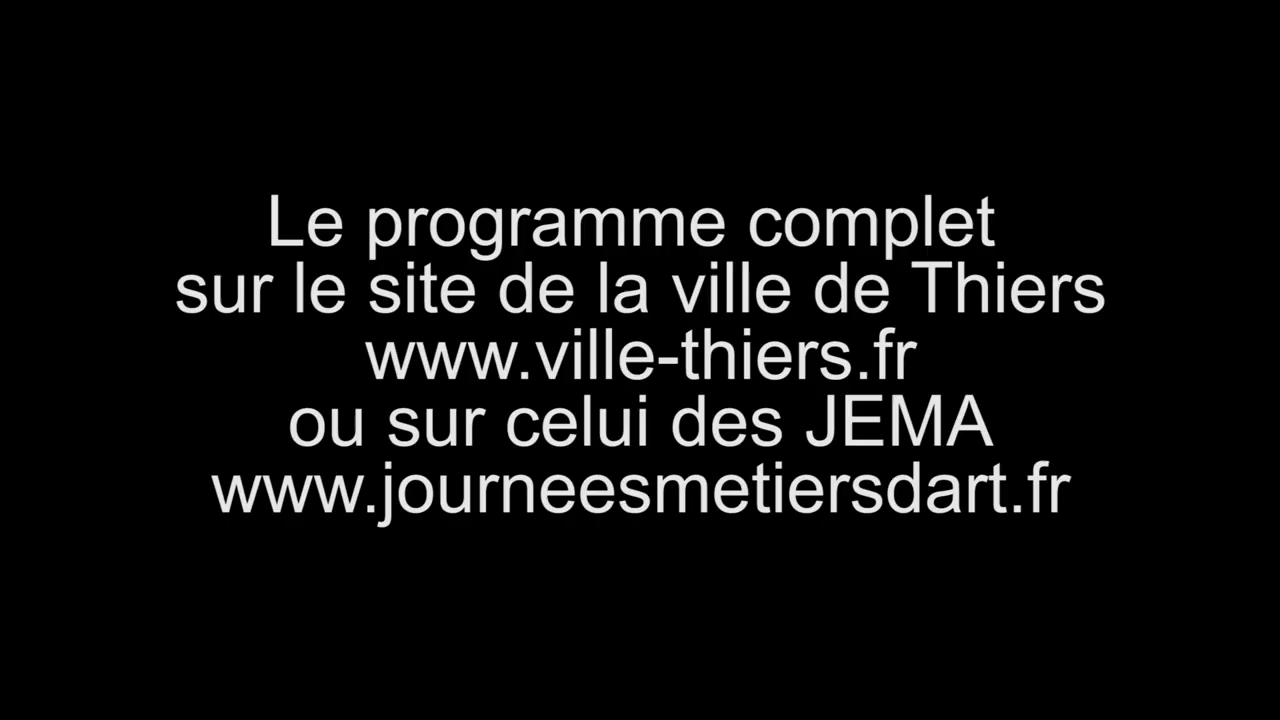 Le programme complet
sur le site de la ville de Thiers
www.ville-thiers.fr
ou sur celui des JEMA
www.journeesmetiersdart.fr